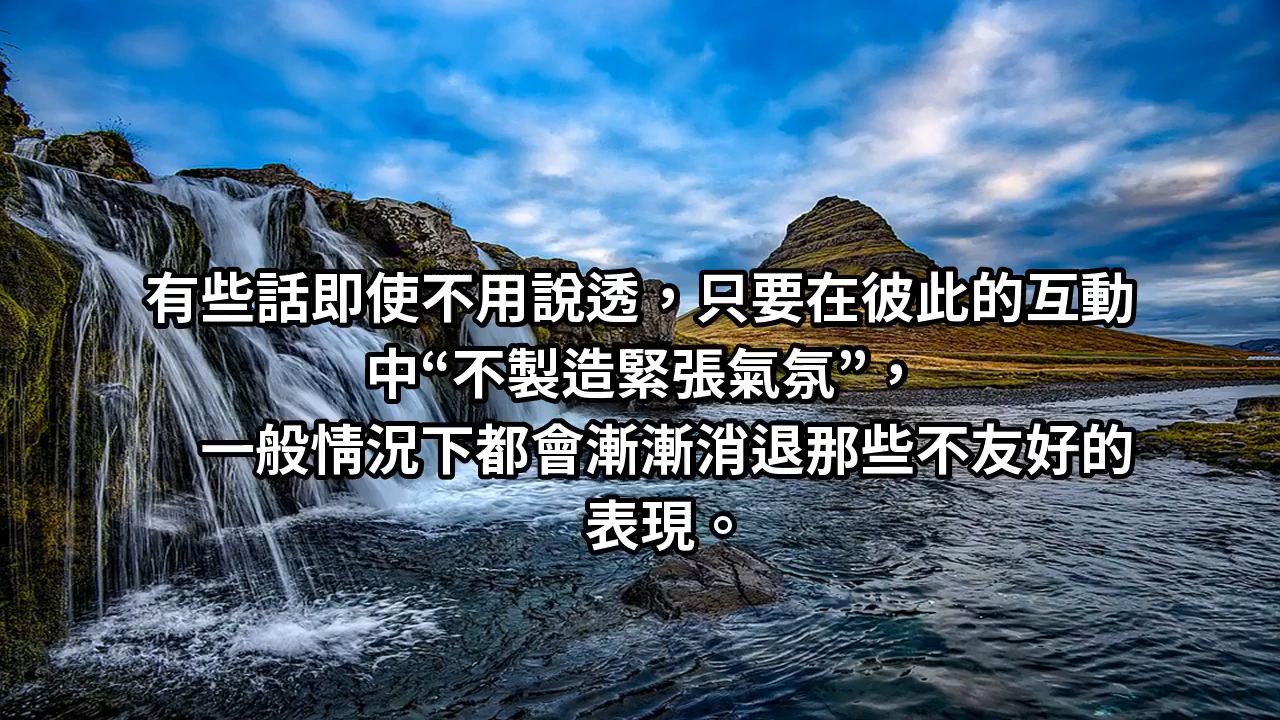 有些話即使不用說透，只要在彼此的互動
中“不製造緊張氣氛”，
一般情況下都會漸漸消退那些不友好的
表現。